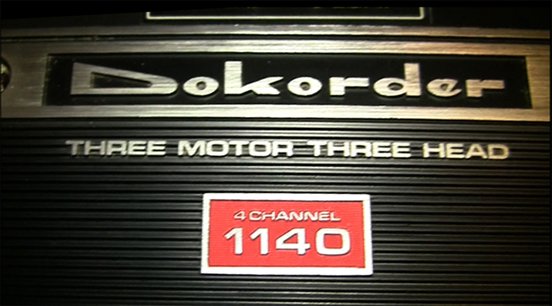 Dokorder
THREE MOTOR THREE HEAD
4 CHANNEL
1140